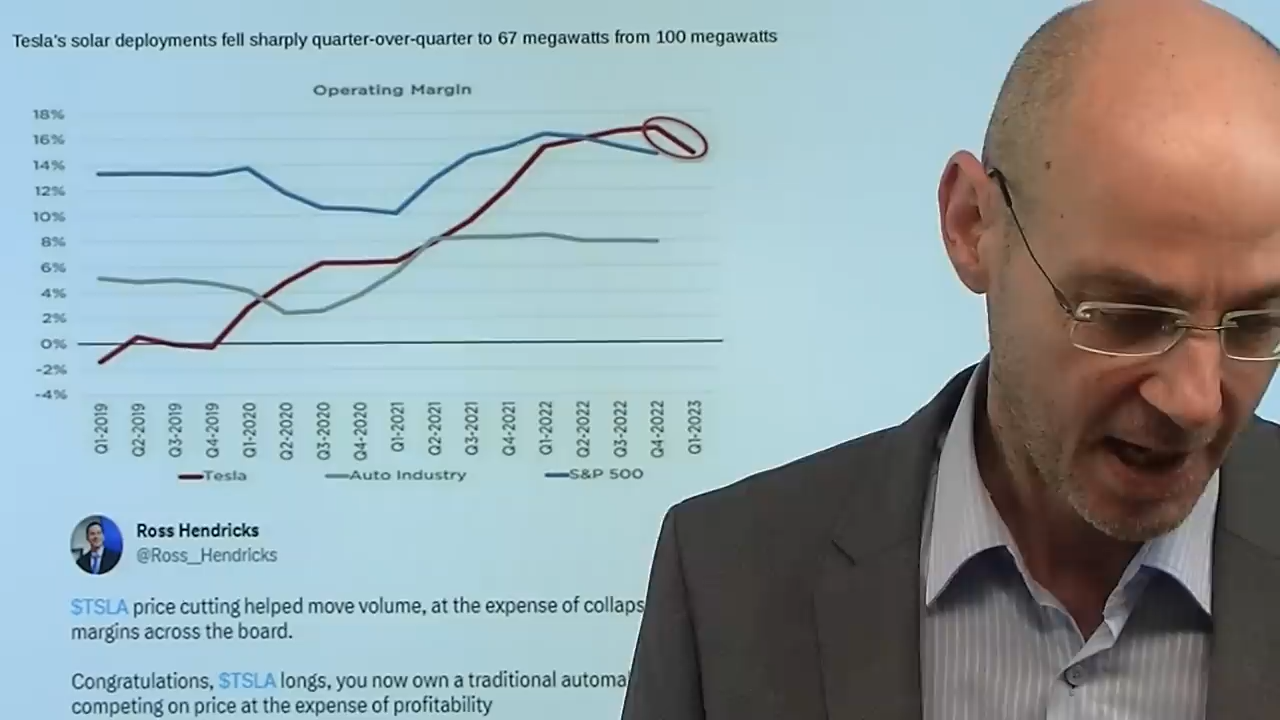 Tesla's solar deployments fell sharply quarter-over-quarter to 67 megawatts from 100 megawatts
Operating Margin
18%
16%
14%
12%
10%
8%
6%
4%
2%
0%
-2%
-4%
Q1-2019
Q2-2019
Q3-2019
Q4-2019
Q1-2020
Q2-2020
Q3-2020
Q4-2020
Q1-2021
Q2-2021
Q3-2021
Q4-2021
Q1-2022
Q2-2022
Q3-2022
Q4-2022
Q1-2023
Tesla Auto Industry S&P 500
Ross Hendricks
@Ross__Hendricks
$TSLA price cutting helped move volume, at the expense of
margins across the board.
Congratulations, $TSLA longs, you now own a traditional
competing on price at the expense of profitability